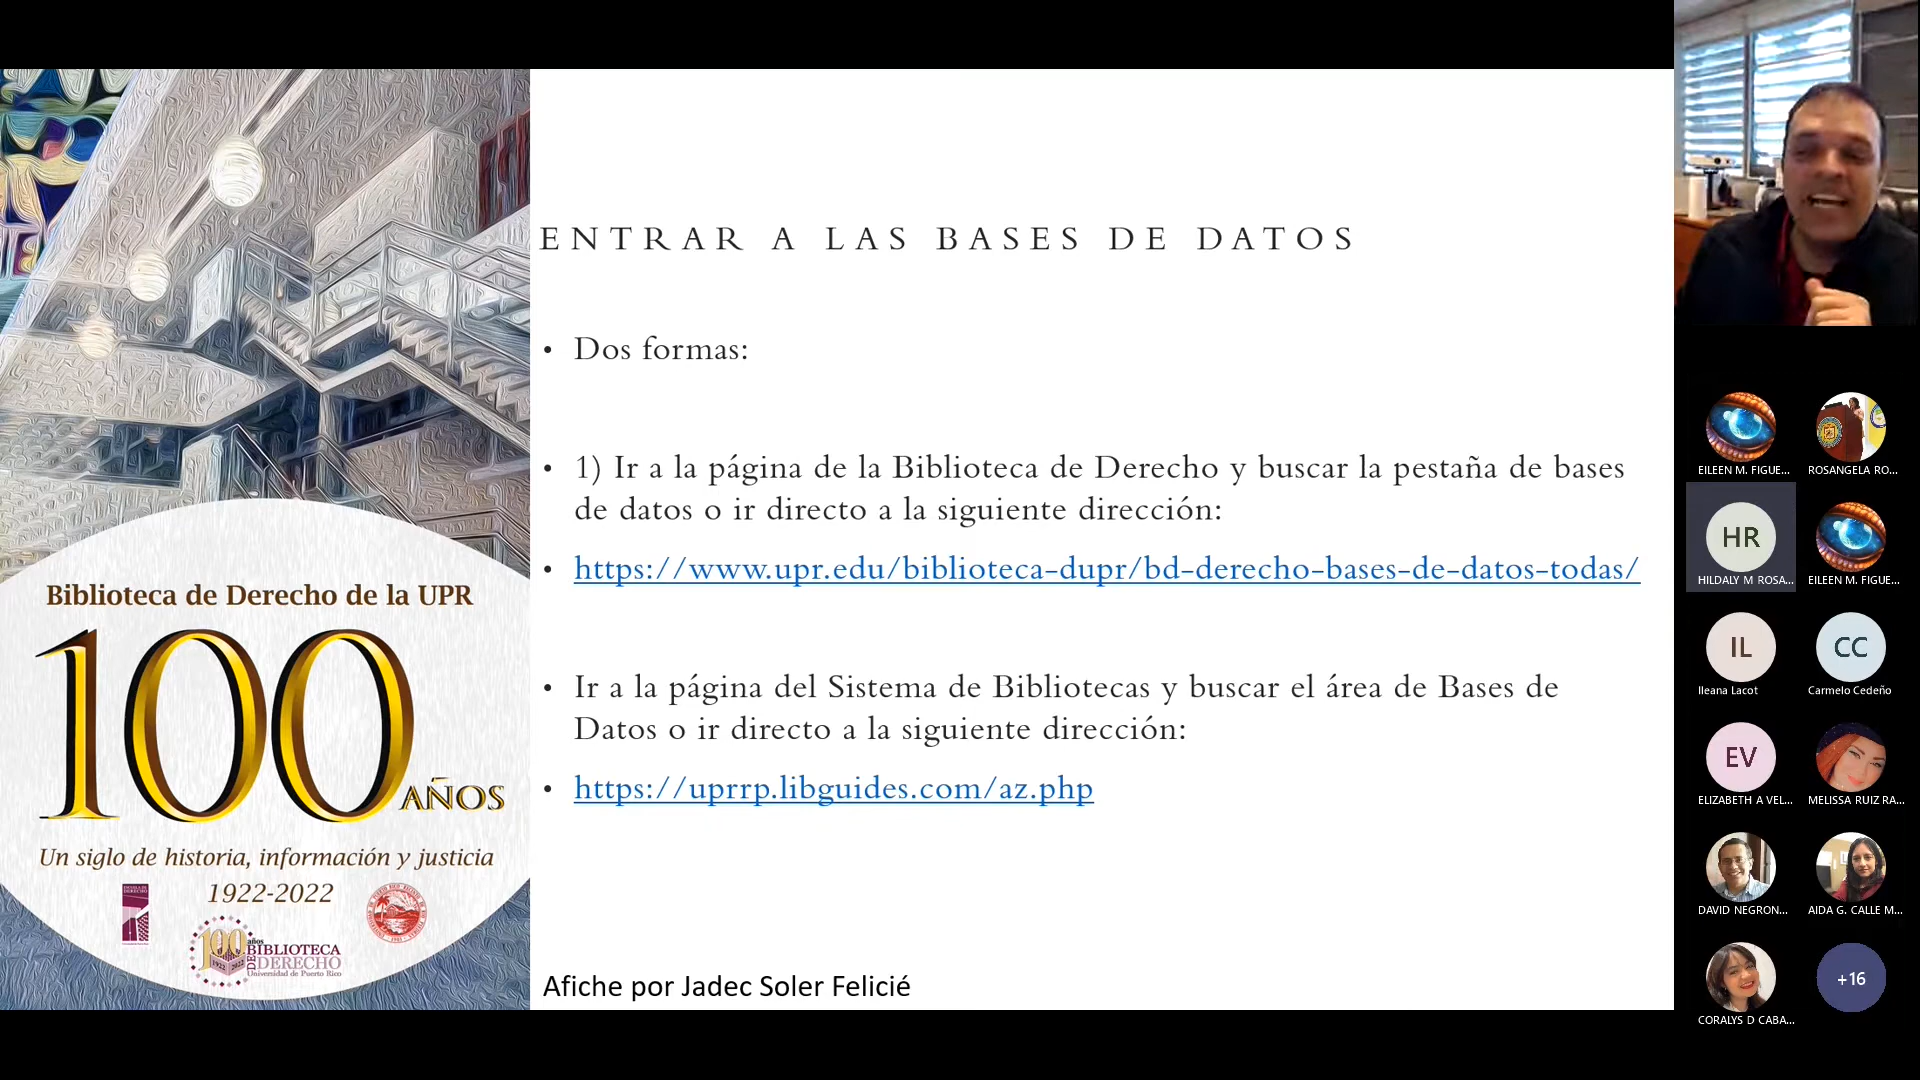 ENTRAR A LAS BASES DE DATOS
• Dos formas:
• 1) Ir a la página de la Biblioteca de Derecho y buscar la pestaña de bases
de datos o ir directo a la siguiente dirección:
• https://www.upr.edu/biblioteca-dupr/bd-derecho-bases-de-datos-todas/
• Ir a la página del Sistema de Bibliotecas y buscar el área de Bases de
Datos o ir directo a la siguiente dirección:
• https://uprrp.libguides.com/az.php
Afiche por Jadec Soler Felicié
Biblioteca de Derecho de la UPR
100 AÑOS
Un siglo de historia, información y justicia
1922-2022
100 años
1922 2022
BIBLIOTECA
DE DERECHO
Universidad de Puerto Rico
EILEEN M. FIGUE...
ROSANGELA RO...
HR
HILDALY M ROSA...
EILEEN M. FIGUE...
IL
Ileana Lacot
CC
Carmelo Cedeño
EV
ELIZABETH A VEL...
MELISSA RUIZ RA...
DAVID NEGRON...
AIDA G. CALLE M...
CORALYS D CABA...
+16